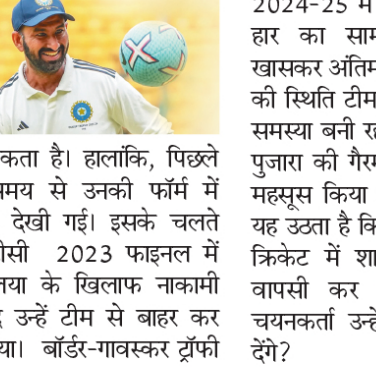 कता है। हालांकि, पिछले
समय से उनकी फॉर्म में
देखी गई। इसके चलते
2023 फाइनल में
के खिलाफ नाकामी
उन्हें टीम से बाहर कर
बॉर्डर-गावस्कर ट्रॉफी
2024-25 में
हार का साम
खासकर अंतिम
की स्थिति टीम
समस्या बनी रह
पुजारा की गैरम
महसूस किया
यह उठता है कि
क्रिकेट में शा
वापसी कर
चयनकर्ता उन्हे
देंगे?